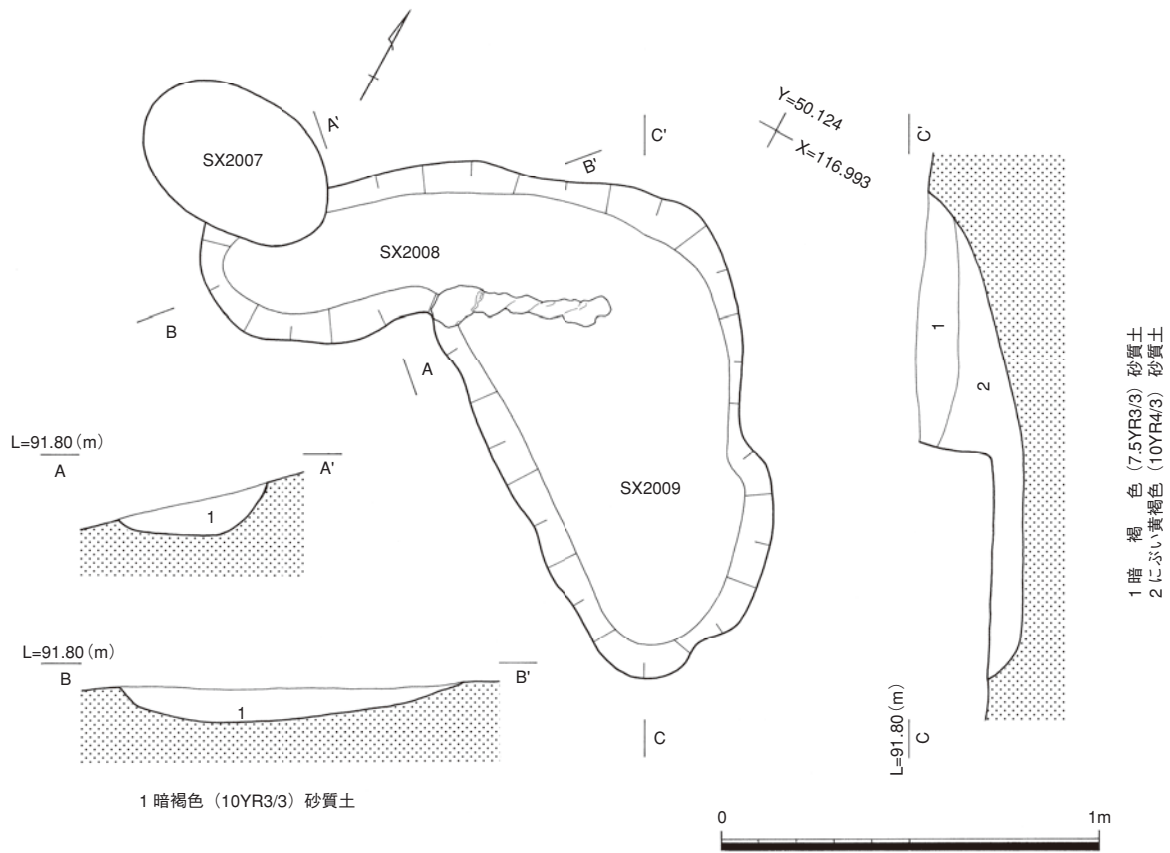 SX2007
A'
B'
C'
Y=50.124
X=116.993
C'
SX2008
B
A
L=91.80(m)
A
A'
1
SX2009
1
2
1 暗　褐　色（7.5YR3/3）砂質土
2 にぶい黄褐色（10YR4/3）砂質土
L=91.80(m)
B
B'
1
C
L=91.80(m)
C
1 暗褐色（10YR3/3）砂質土
0
1m